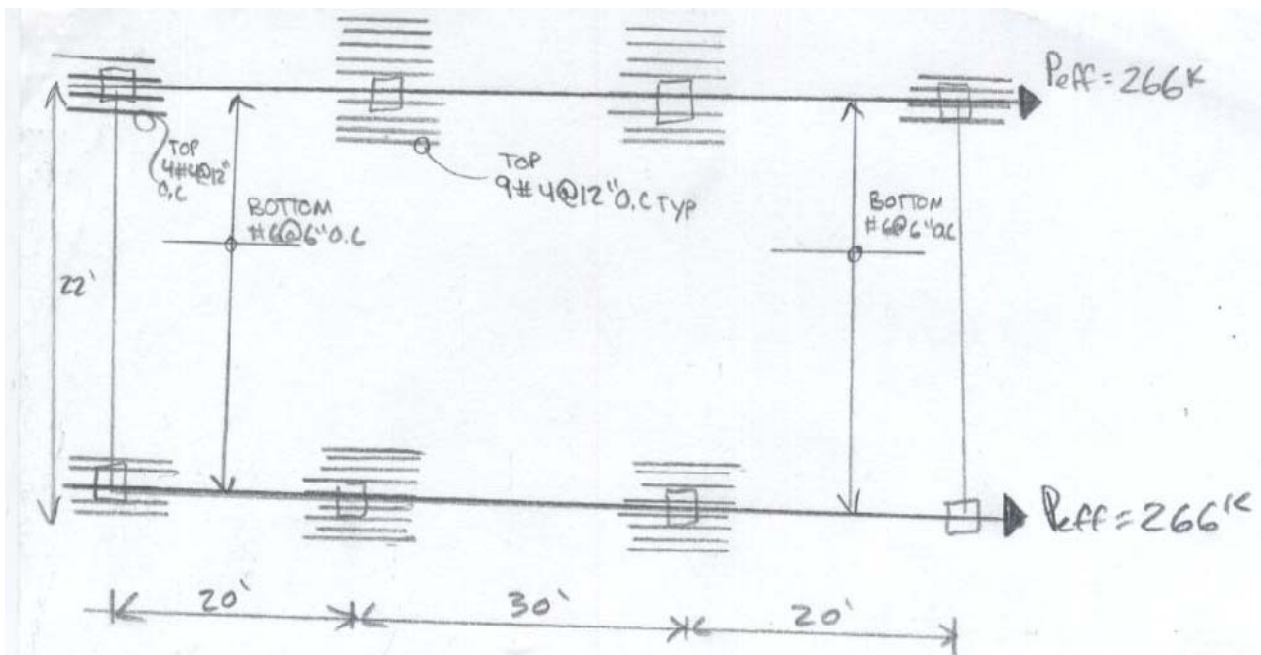 Peff = 266ᴷ
TOP
4#4@12"
O.C
TOP
9#4@12" O.C TYP
BOTTOM
#6@6" O.C
BOTTOM
#6@6" O.C
22'
Peff = 266ᴷ
20'
30'
20'